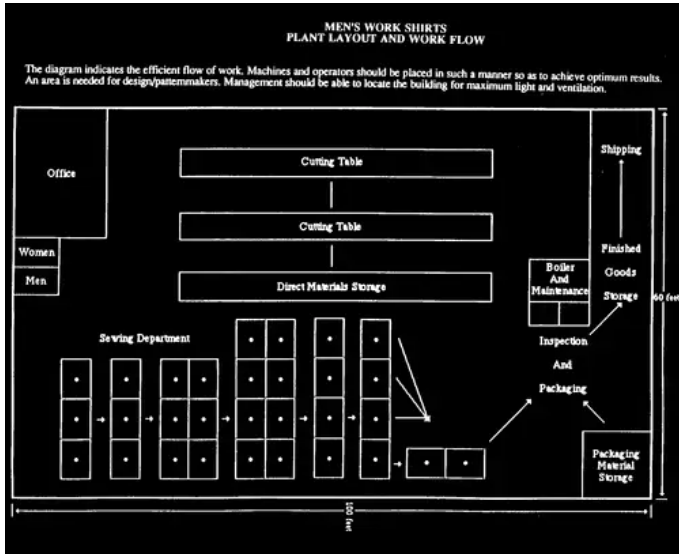 MEN'S WORK SHIRTS
PLANT LAYOUT AND WORK FLOW
The diagram indicates the efficient flow of work. Machines and operators should be placed in such a manner so as to achieve optimum results.
An area is needed for design/patternmakers. Management should be able to locate the building for maximum light and ventilation.
Office
Women
Men
Cutting Table
Cutting Table
Direct Materials Storage
Shipping
Finished
Goods
Storage
60 feet
Boiler
And
Maintenance
Inspection
And
Packaging
Sewing Department
Packaging
Material
Storage
100 feet